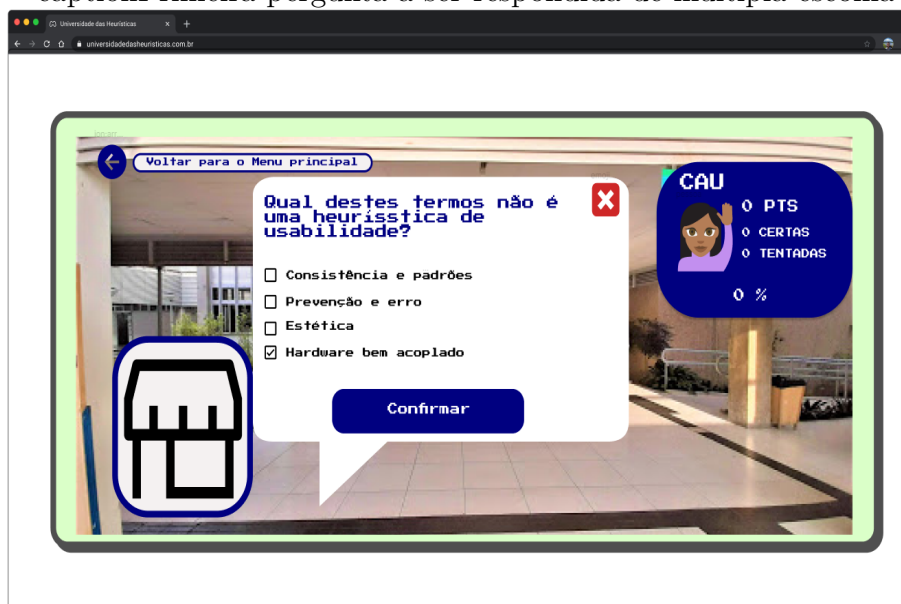 Universidade das Heurísticas
universidadedasheuristicas.com.br
Voltar para o Menu principal
Qual destes termos não é
uma heurísstica de
usabilidade?
Consistência e padrões
Prevenção e erro
Estética
Hardware bem acoplado
Confirmar
CAU
0 PTS
0 CERTAS
0 TENTADAS
0 %